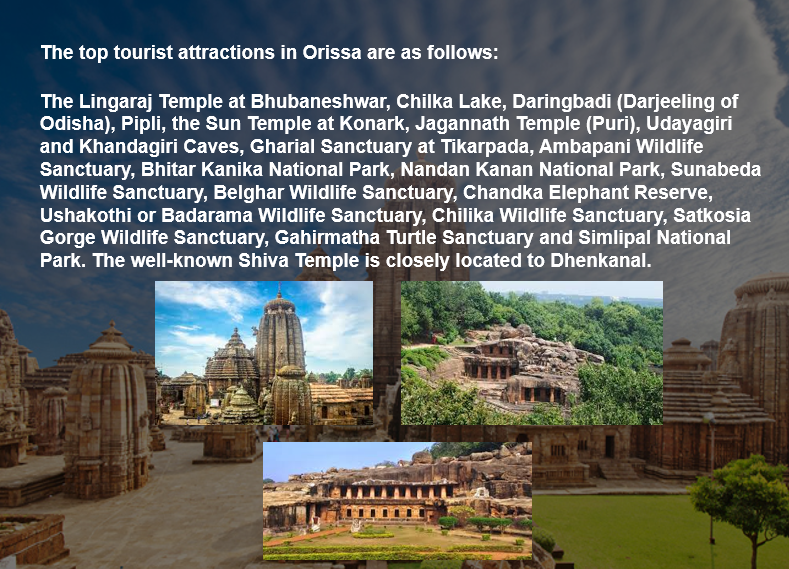 The top tourist attractions in Orissa are as follows:
The Lingaraj Temple at Bhubaneshwar, Chilka Lake, Daringbadi (Darjeeling of
Odisha), Pipli, the Sun Temple at Konark, Jagannath Temple (Puri), Udayagiri
and Khandagiri Caves, Gharial Sanctuary at Tikarpada, Ambapani Wildlife
Sanctuary, Bhitar Kanika National Park, Nandan Kanan National Park, Sunabeda
Wildlife Sanctuary, Belghar Wildlife Sanctuary, Chandka Elephant Reserve,
Ushakothi or Badarama Wildlife Sanctuary, Chilika Wildlife Sanctuary, Satkosia
Gorge Wildlife Sanctuary, Gahirmatha Turtle Sanctuary and Simlipal National
Park. The well-known Shiva Temple is closely located to Dhenkanal.